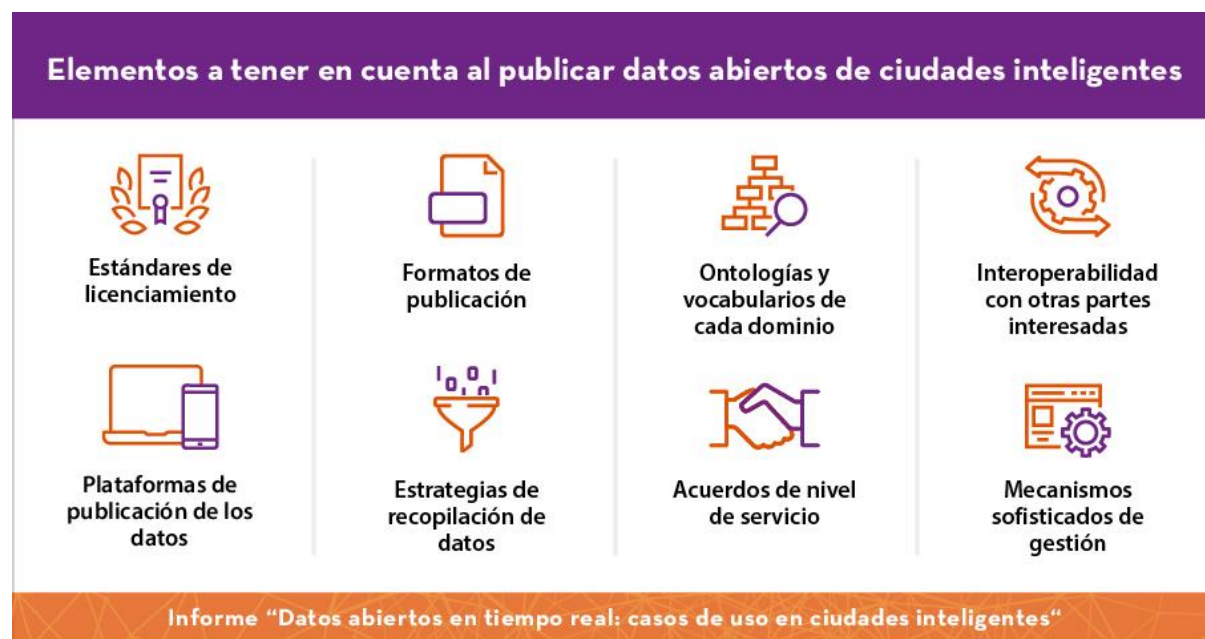 Elementos a tener en cuenta al publicar datos abiertos de ciudades inteligentes
Estándares de
licenciamiento
Formatos de
publicación
Ontologías y
vocabularios de
cada dominio
Interoperabilidad
con otras partes
interesadas
Plataformas de
publicación de los
datos
Estrategias de
recopilación de
datos
Acuerdos de nivel
de servicio
Mecanismos
sofisticados de
gestión
Informe “Datos abiertos en tiempo real: casos de uso en ciudades inteligentes“